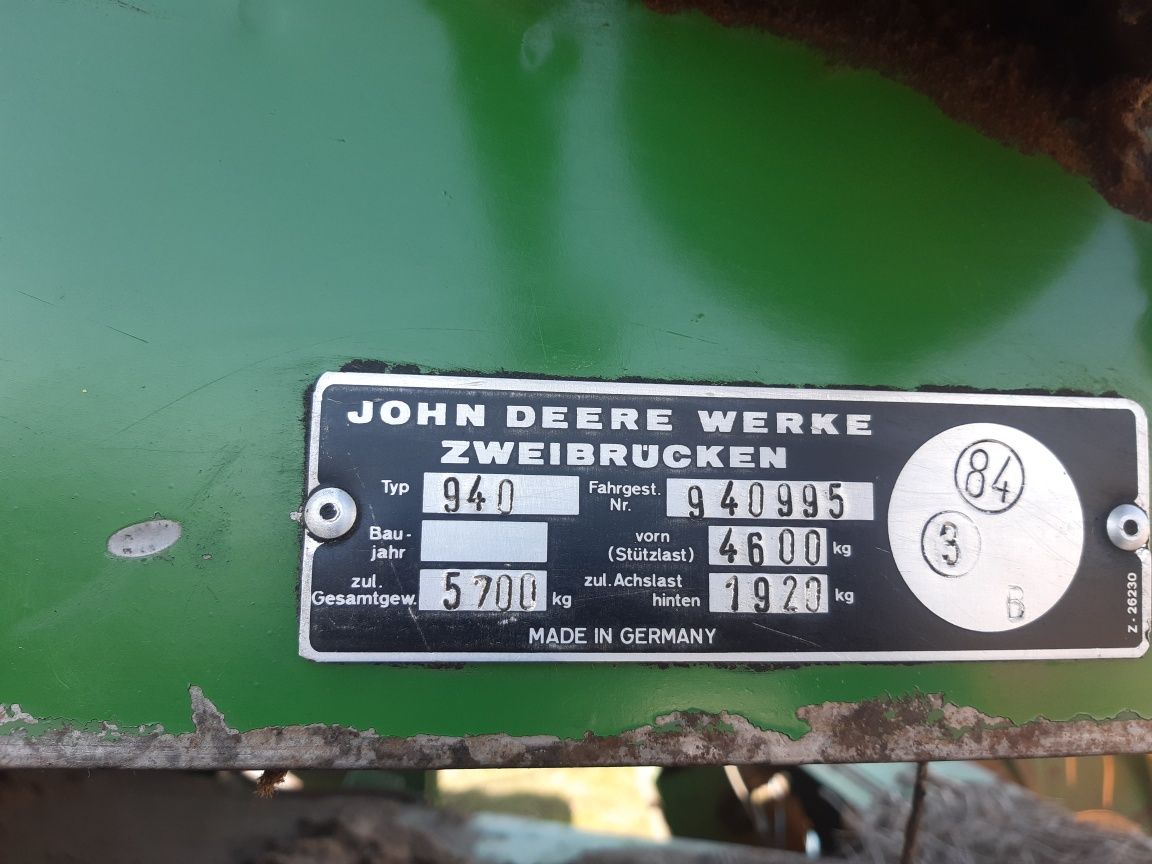 JOHN DEERE WERKE
ZWEIBRÜCKEN
Typ 940 Fahrgest. Nr. 940995
Bau-jahr vorn (Stützlast) 4600 kg
zul. Gesamtgew. 5700 kg zul. Achslast hinten 1920 kg
MADE IN GERMANY
84
3
B
Z-26230